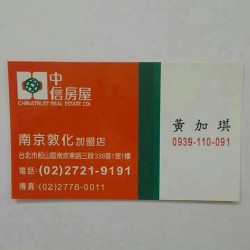 中信房屋
CHINATRUST REAL ESTATE CO.
南京敦化加盟店
台北市松山區南京東路三段338巷1號1樓
電話:(02)2721-9191
傳真:(02)2778-0011
黃加琪
0939-110-091